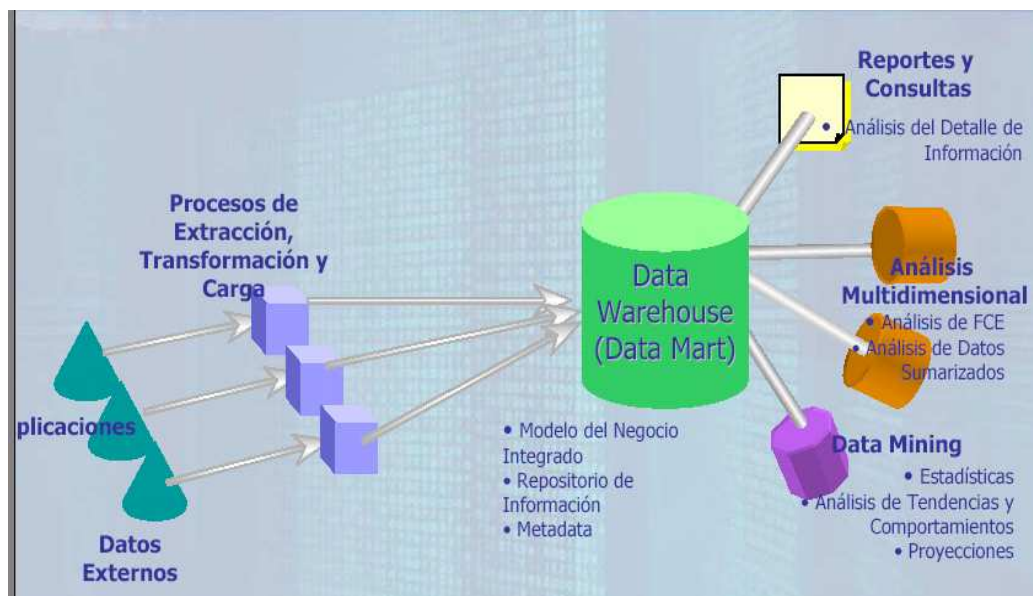 Reportes y
Consultas
• Análisis del Detalle de
Información
Procesos de
Extracción,
Transformación y
Carga
Data
Warehouse
(Data Mart)
Análisis
Multidimensional
• Análisis de FCE
• Análisis de Datos
Sumarizados
plicaciones
• Modelo del Negocio
Integrado
• Repositorio de
Información
• Metadata
Data Mining
• Estadísticas
• Análisis de Tendencias y
Comportamientos
• Proyecciones
Datos
Externos